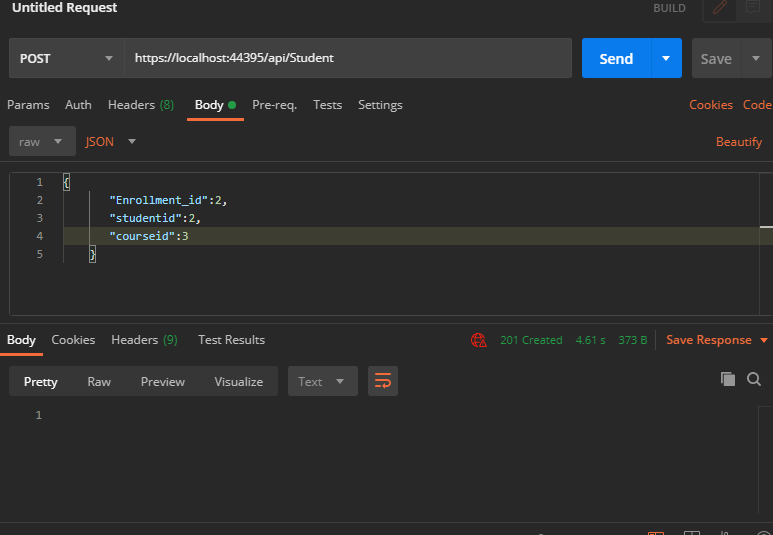 Untitled Request
BUILD
POST
https://localhost:44395/api/Student
Send
Save
Params Auth Headers (8) Body Pre-req. Tests Settings
Cookies Code
raw JSON
Beautify
1 {
2 "Enrollment_id":2,
3 "studentid":2,
4 "courseid":3
5 }
Body Cookies Headers (9) Test Results
201 Created 4.61 s 373 B Save Response
Pretty Raw Preview Visualize Text
1